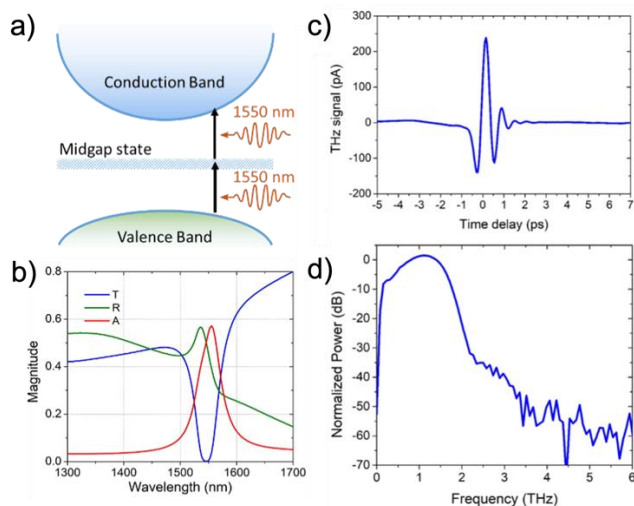 a)
Conduction Band
1550 nm
Midgap state
1550 nm
Valence Band
b)
Magnitude
0.8
0.6
0.4
0.2
0.0
T
R
A
1300
1400
1500
1600
1700
Wavelength (nm)
c)
THz signal (pA)
300
200
100
0
-100
-200
-5
-4
-3
-2
-1
0
1
2
3
4
5
6
7
Time delay (ps)
d)
Normalized Power (dB)
0
-10
-20
-30
-40
-50
-60
-70
0
1
2
3
4
5
6
Frequency (THz)